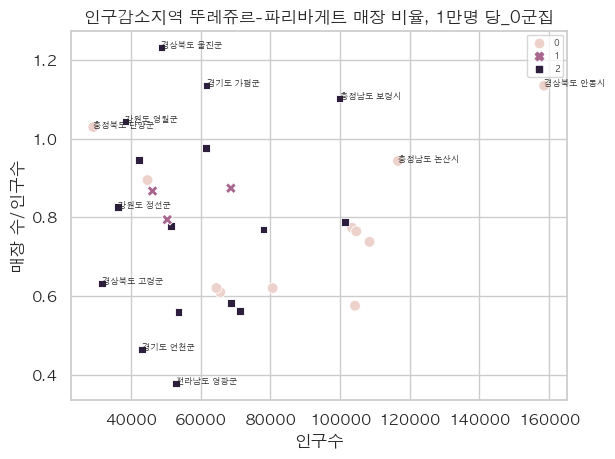 인구감소지역 뚜레쥬르-파리바게트 매장 비율, 1만명 당_0군집
0
1
2
경상북도 울진군
경기도 가평군
경상북도 안동시
충청남도 보령시
강원도 영월군
충청북도 단양군
충청남도 논산시
강원도 정선군
경상북도 고령군
경기도 연천군
전라남도 영광군
매장 수/ 인구수
1.2
1.0
0.8
0.6
0.4
40000 60000 80000 100000 120000 140000 160000
인구수